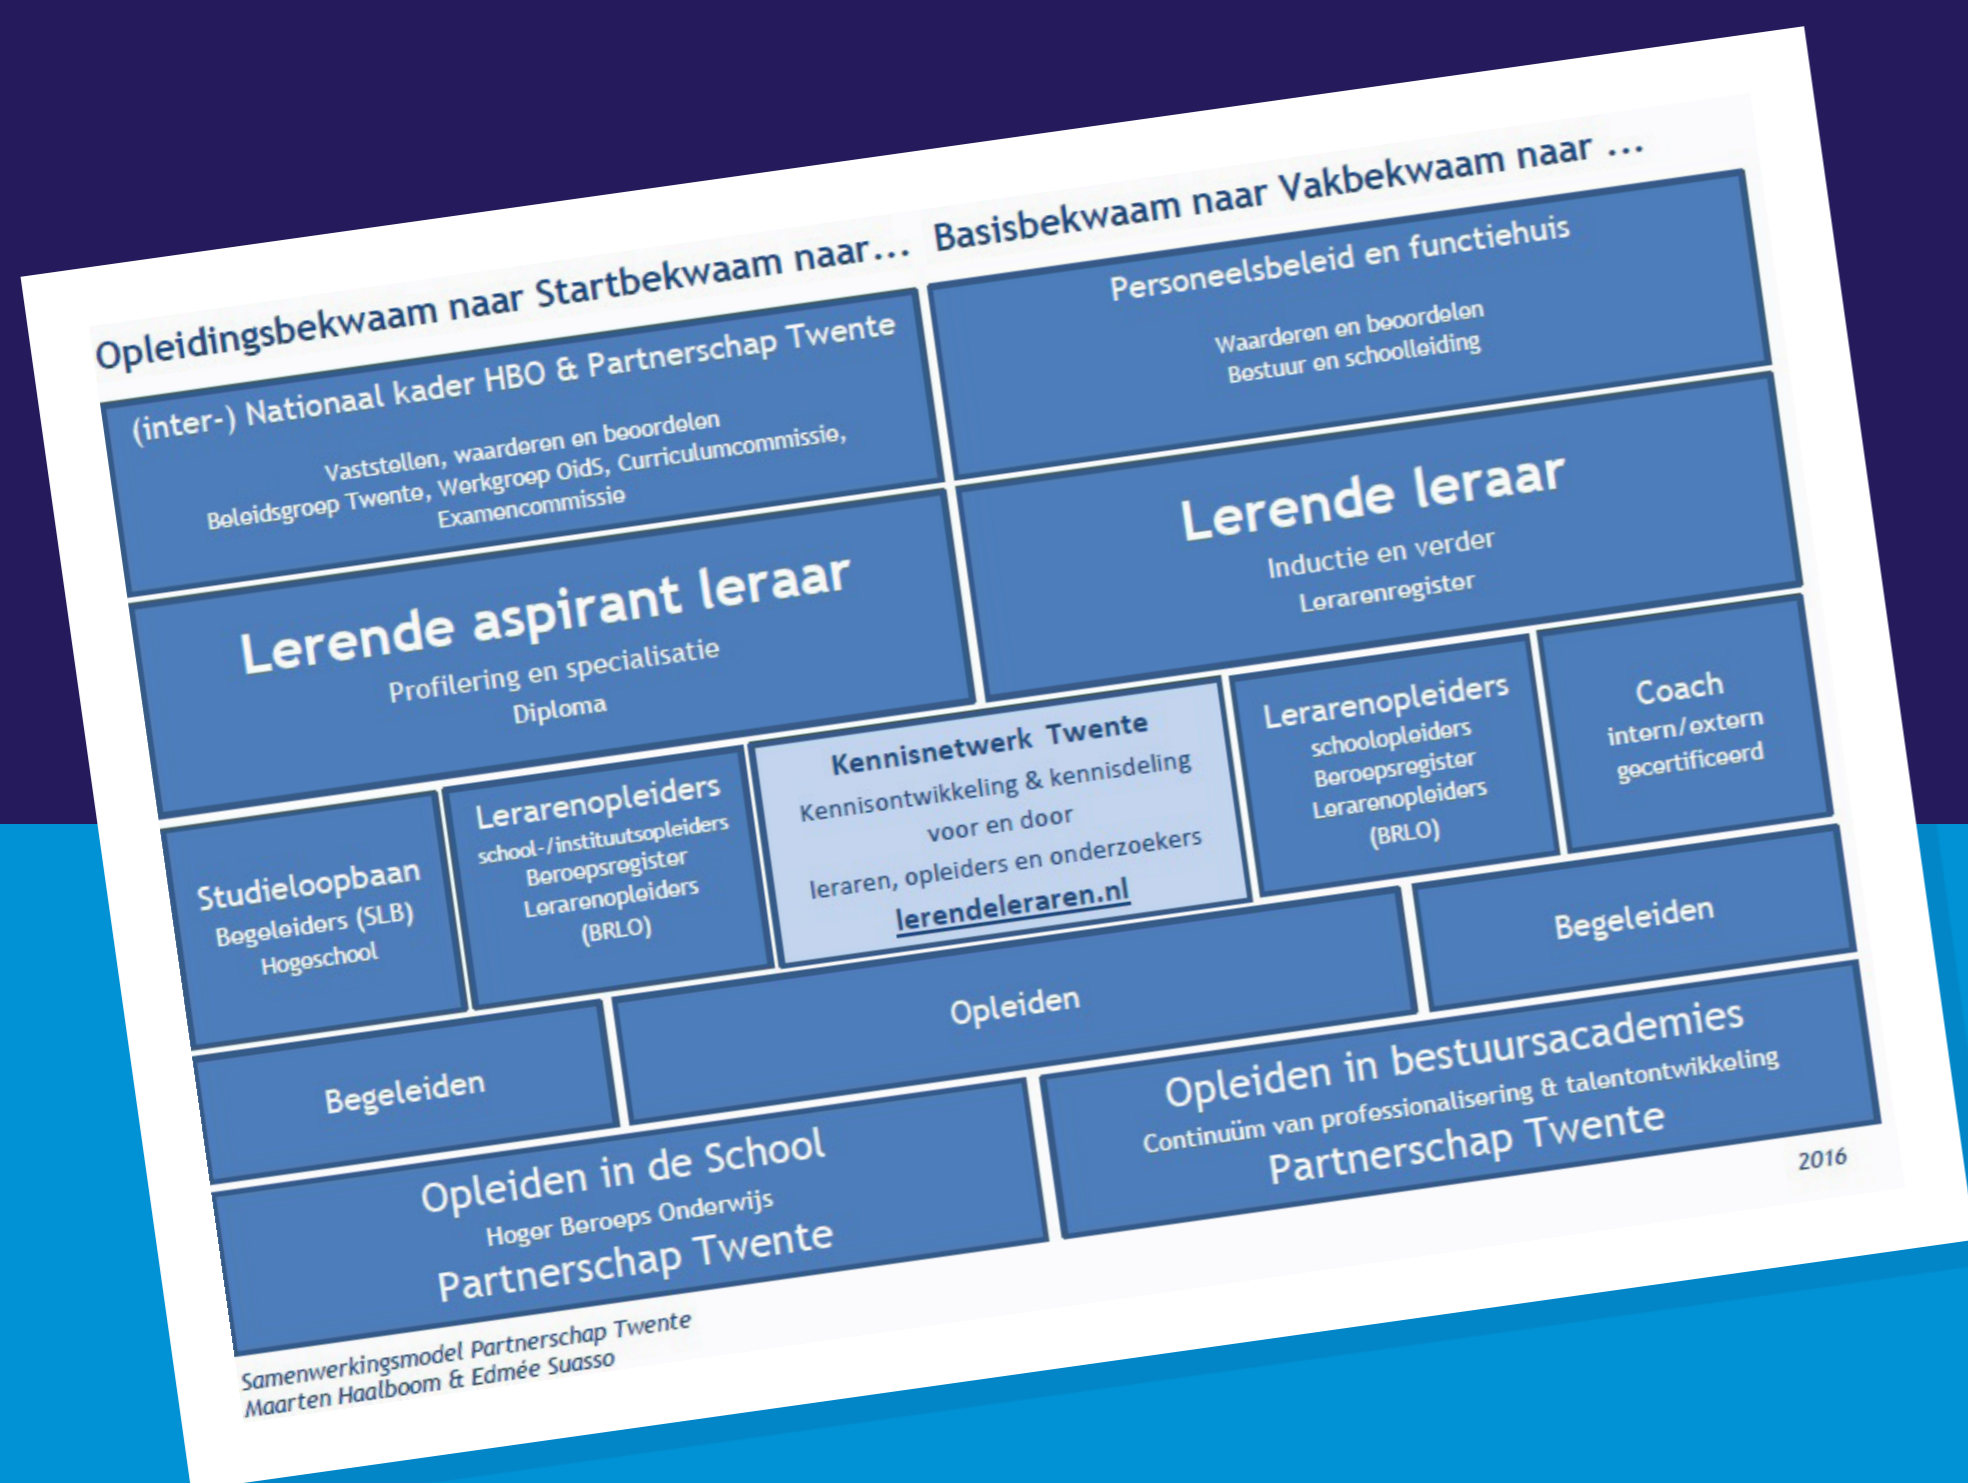 Opleidingsbekwaam naar Startbekwaam naar...
Basisbekwaam naar Vakbekwaam naar ...
(inter-) Nationaal kader HBO & Partnerschap Twente
Vaststellen, waarderen en beoordelen
Beleidsgroep Twente, Werkgroep OidS, Curriculumcommissie,
Examencommissie
Personeelsbeleid en functiehuis
Waarderen en beoordelen
Bestuur en schoolleiding
Lerende aspirant leraar
Profilering en specialisatie
Diploma
Lerende leraar
Inductie en verder
Lerarenregister
Studieloopbaan
Begeleiders (SLB)
Hogeschool
Lerarenopleiders
school-/instituutsopleiders
Beroepsregister
Lerarenopleiders
(BRLO)
Kennisnetwerk Twente
Kennisontwikkeling & kennisdeling
voor en door
leraren, opleiders en onderzoekers
lerendeleraren.nl
Lerarenopleiders
schoolopleiders
Beroepsregister
Lerarenopleiders
(BRLO)
Coach
intern/extern
gecertificeerd
Begeleiden
Opleiden
Begeleiden
Opleiden in de School
Hoger Beroeps Onderwijs
Partnerschap Twente
Opleiden in bestuursacademies
Continuüm van professionalisering & talentontwikkeling
Partnerschap Twente
2016
Samenwerkingsmodel Partnerschap Twente
Maarten Haalboom & Edmée Suasso